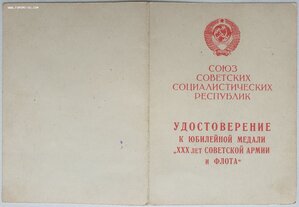 СОЮЗ
СОВЕТСКИХ
СОЦИАЛИСТИЧЕСКИХ
РЕСПУБЛИК
УДОСТОВЕРЕНИЕ
К ЮБИЛЕЙНОЙ МЕДАЛИ
„XXX лет СОВЕТСКОЙ АРМИИ
и ФЛОТА“